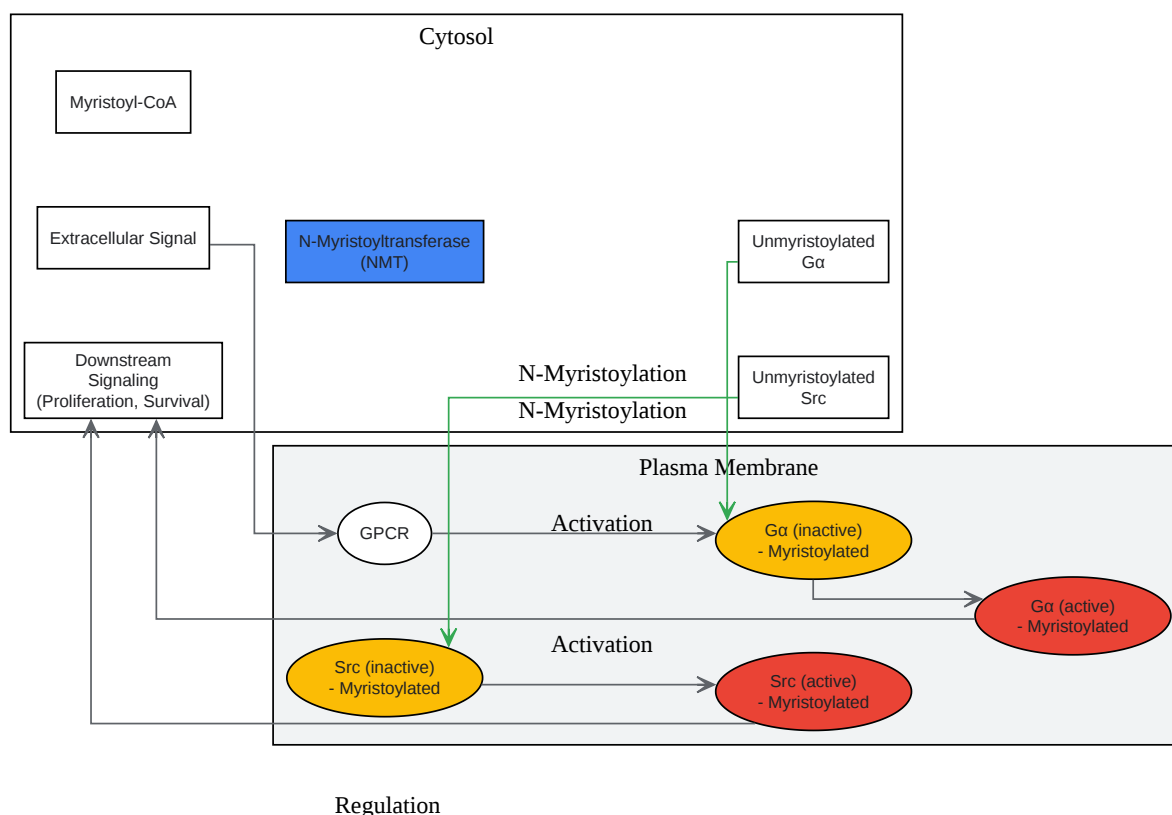 Cytosol
Myristoyl-CoA
Extracellular Signal
N-Myristoyltransferase
(NMT)
Unmyristoylated
Gα
Downstream
Signaling
(Proliferation, Survival)
N-Myristoylation
N-Myristoylation
Unmyristoylated
Src
Plasma Membrane
GPCR
Activation
Gα (inactive)
- Myristoylated
Gα (active)
- Myristoylated
Src (inactive)
- Myristoylated
Activation
Src (active)
- Myristoylated
Regulation